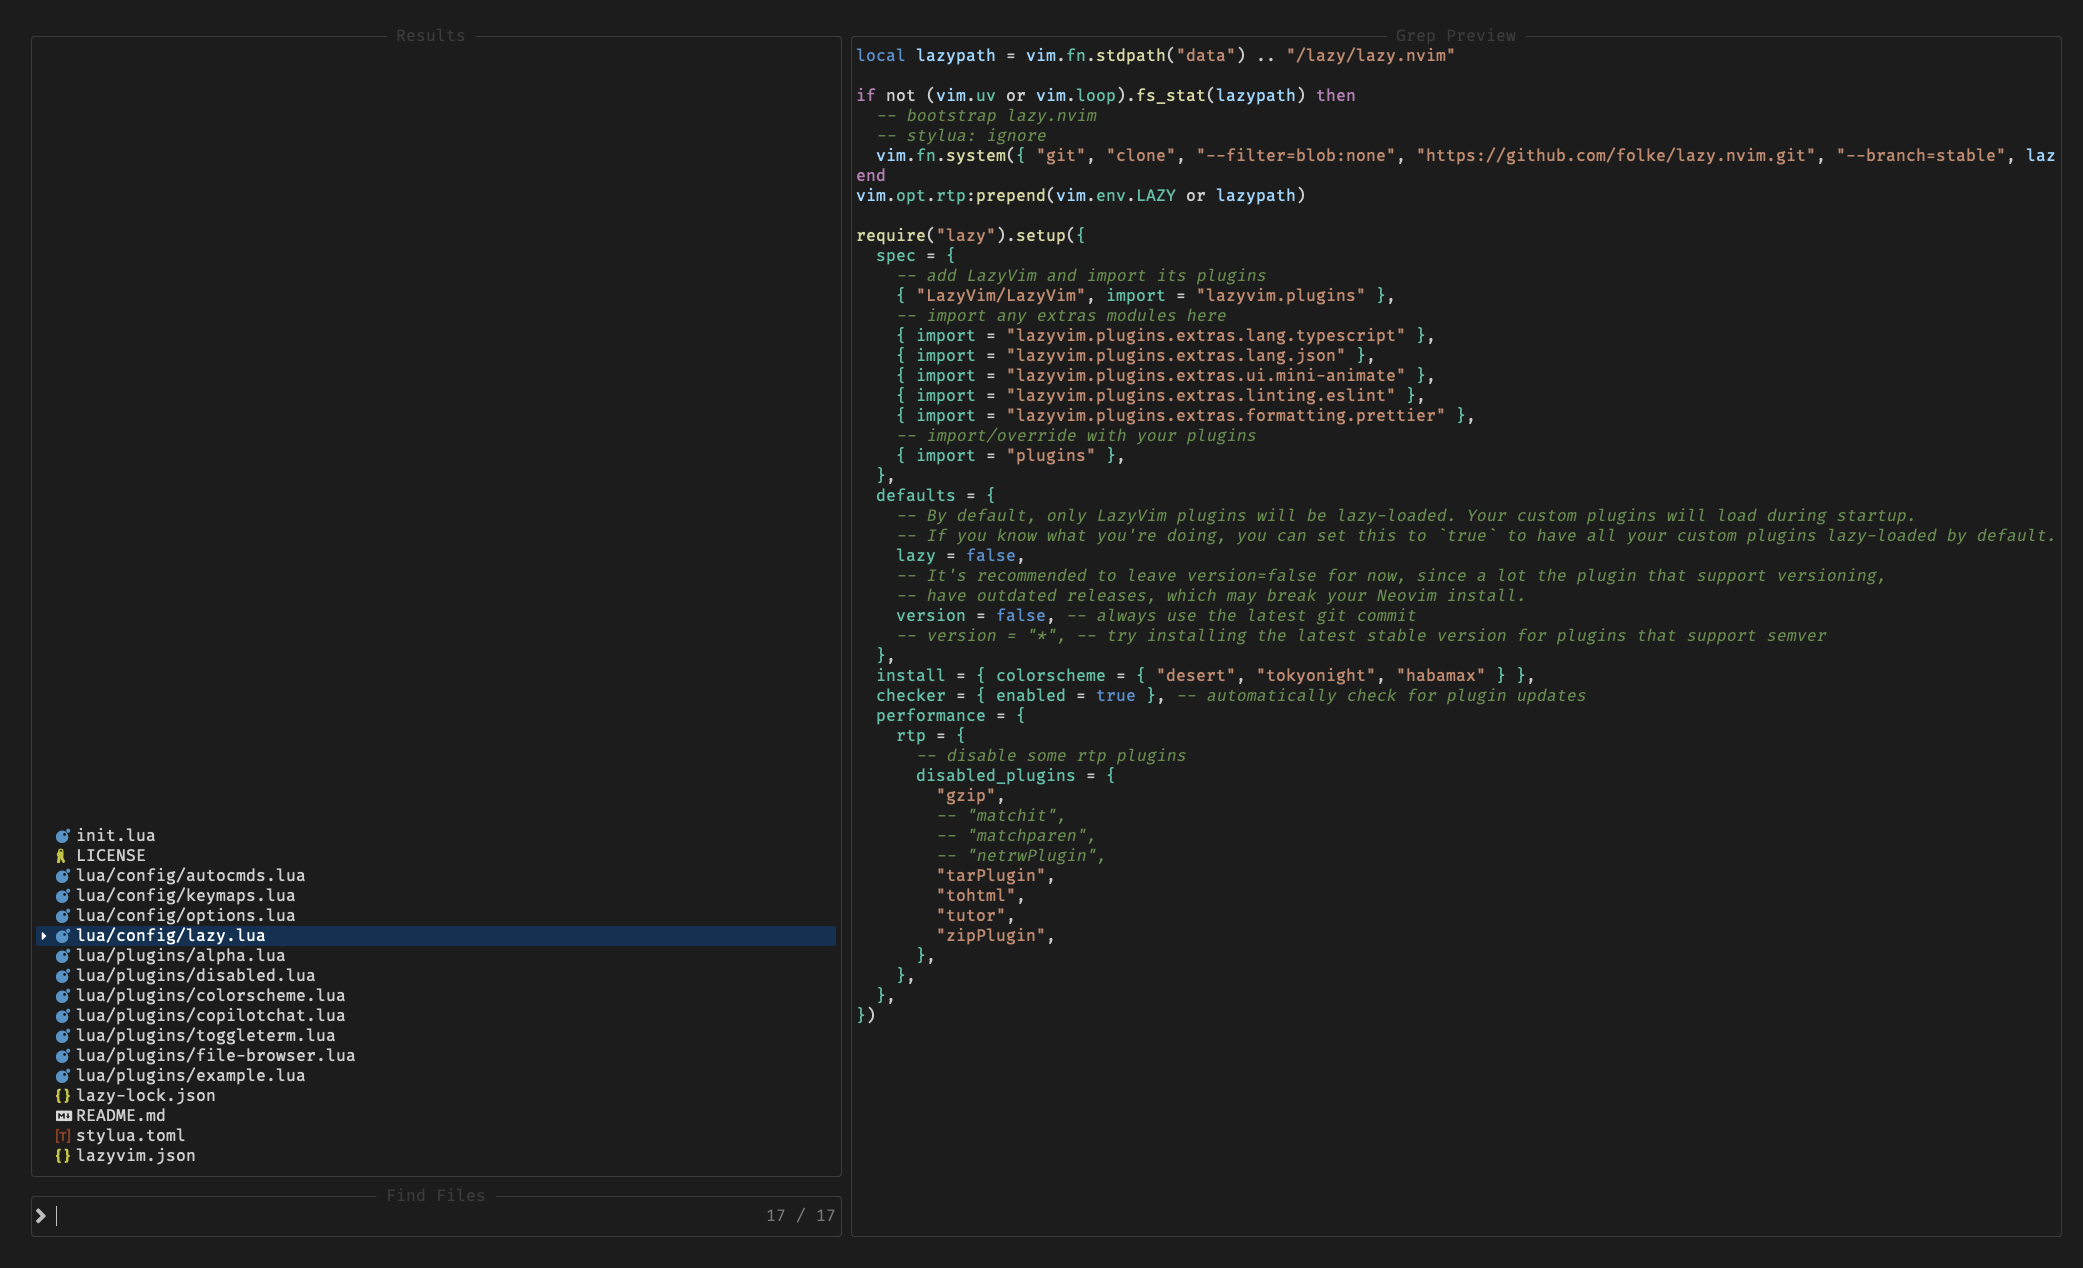 Results
init.lua
LICENSE
lua/config/autocmds.lua
lua/config/keymaps.lua
lua/config/options.lua
lua/config/lazy.lua
lua/plugins/alpha.lua
lua/plugins/disabled.lua
lua/plugins/colorscheme.lua
lua/plugins/copilotchat.lua
lua/plugins/toggleterm.lua
lua/plugins/file-browser.lua
lua/plugins/example.lua
lazy-lock.json
README.md
stylua.toml
lazyvim.json
Find Files
17 / 17
Grep Preview
local lazypath = vim.fn.stdpath("data") .. "/lazy/lazy.nvim"

if not (vim.uv or vim.loop).fs_stat(lazypath) then
  -- bootstrap lazy.nvim
  -- stylua: ignore
  vim.fn.system({ "git", "clone", "--filter=blob:none", "https://github.com/folke/lazy.nvim.git", "--branch=stable", laz
end
vim.opt.rtp:prepend(vim.env.LAZY or lazypath)

require("lazy").setup({
  spec = {
    -- add LazyVim and import its plugins
    { "LazyVim/LazyVim", import = "lazyvim.plugins" },
    -- import any extras modules here
    { import = "lazyvim.plugins.extras.lang.typescript" },
    { import = "lazyvim.plugins.extras.lang.json" },
    { import = "lazyvim.plugins.extras.ui.mini-animate" },
    { import = "lazyvim.plugins.extras.linting.eslint" },
    { import = "lazyvim.plugins.extras.formatting.prettier" },
    -- import/override with your plugins
    { import = "plugins" },
  },
  defaults = {
    -- By default, only LazyVim plugins will be lazy-loaded. Your custom plugins will load during startup.
    -- If you know what you're doing, you can set this to `true` to have all your custom plugins lazy-loaded by default.
    lazy = false,
    -- It's recommended to leave version=false for now, since a lot the plugin that support versioning,
    -- have outdated releases, which may break your Neovim install.
    version = false, -- always use the latest git commit
    -- version = "*", -- try installing the latest stable version for plugins that support semver
  },
  install = { colorscheme = { "desert", "tokyonight", "habamax" } },
  checker = { enabled = true }, -- automatically check for plugin updates
  performance = {
    rtp = {
      -- disable some rtp plugins
      disabled_plugins = {
        "gzip",
        -- "matchit",
        -- "matchparen",
        -- "netrwPlugin",
        "tarPlugin",
        "tohtml",
        "tutor",
        "zipPlugin",
      },
    },
  },
})